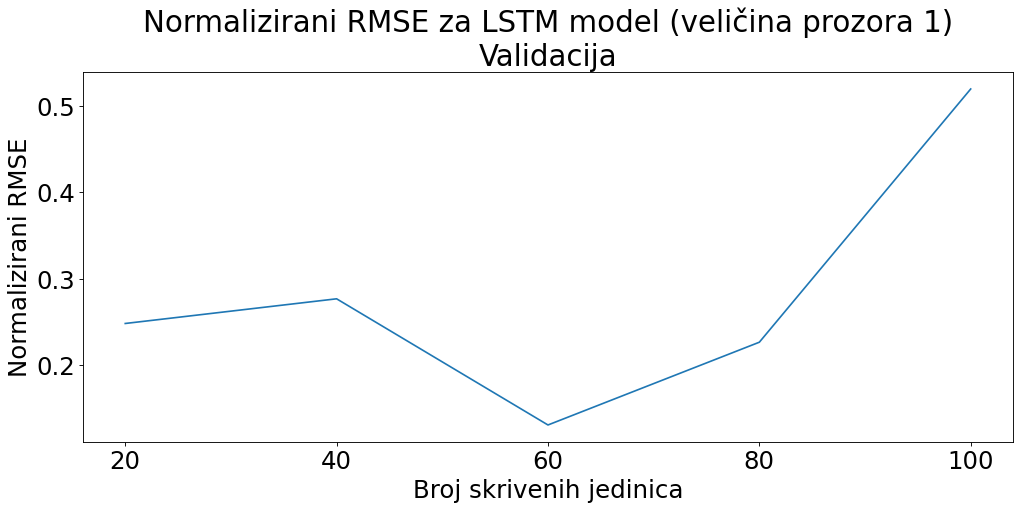 Normalizirani RMSE za LSTM model (veličina prozora 1)
Validacija
Normalizirani RMSE
0.5
0.4
0.3
0.2
20 40 60 80 100
Broj skrivenih jedinica